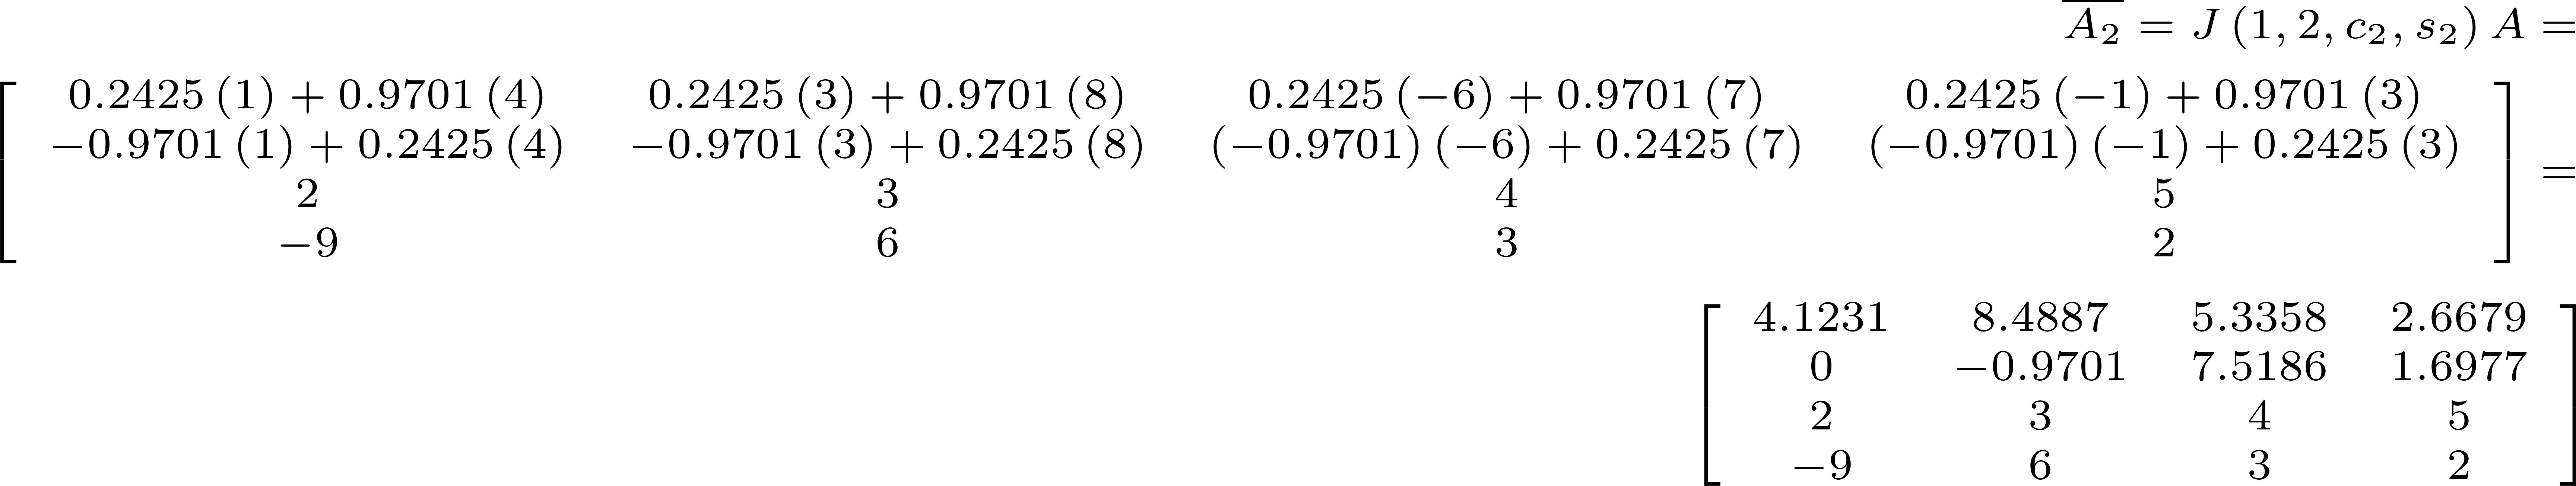 $\overline{A_2} = J\,(1, 2, c_2, s_2)\,A =$
0.2425 (1) + 0.9701 (4) 0.2425 (3) + 0.9701 (8) 0.2425 (−6) + 0.9701 (7) 0.2425 (−1) + 0.9701 (3)
−0.9701 (1) + 0.2425 (4) −0.9701 (3) + 0.2425 (8) (−0.9701) (−6) + 0.2425 (7) (−0.9701) (−1) + 0.2425 (3)
2 3 4 5 =
−9 6 3 2
4.1231 8.4887 5.3358 2.6679
0 −0.9701 7.5186 1.6977
2 3 4 5
−9 6 3 2